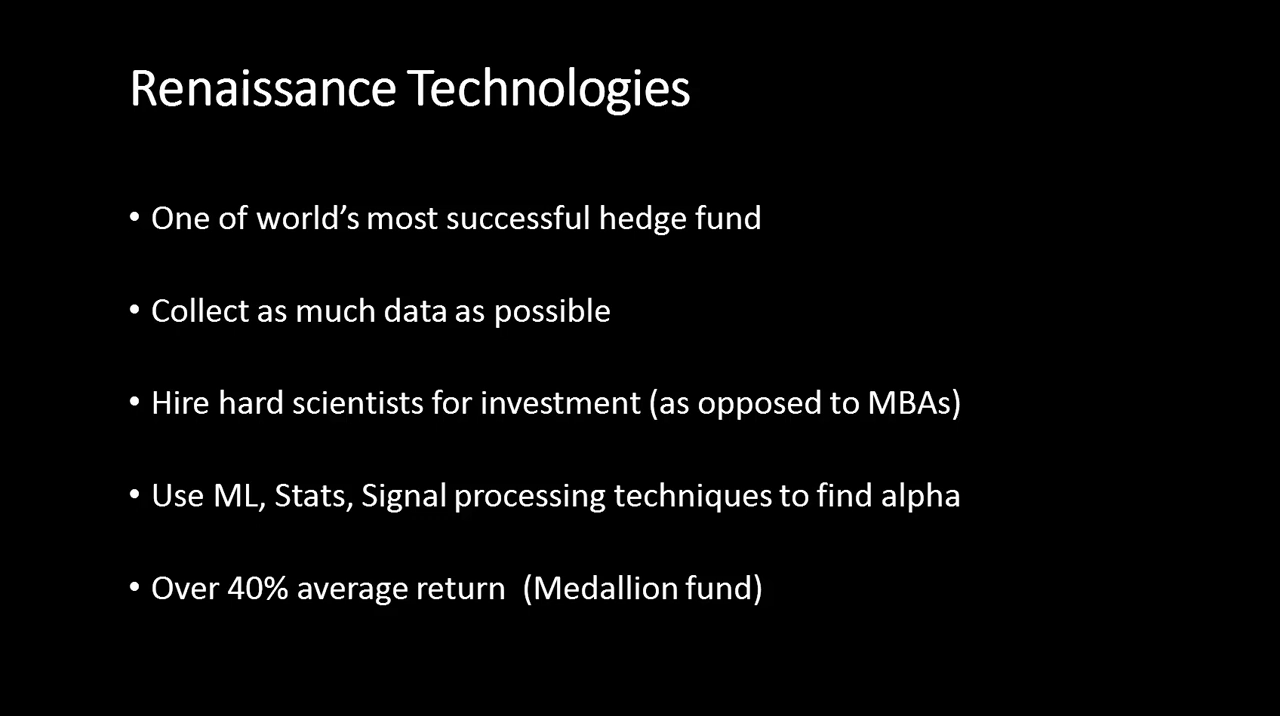 Renaissance Technologies
• One of world’s most successful hedge fund
• Collect as much data as possible
• Hire hard scientists for investment (as opposed to MBAs)
• Use ML, Stats, Signal processing techniques to find alpha
• Over 40% average return  (Medallion fund)